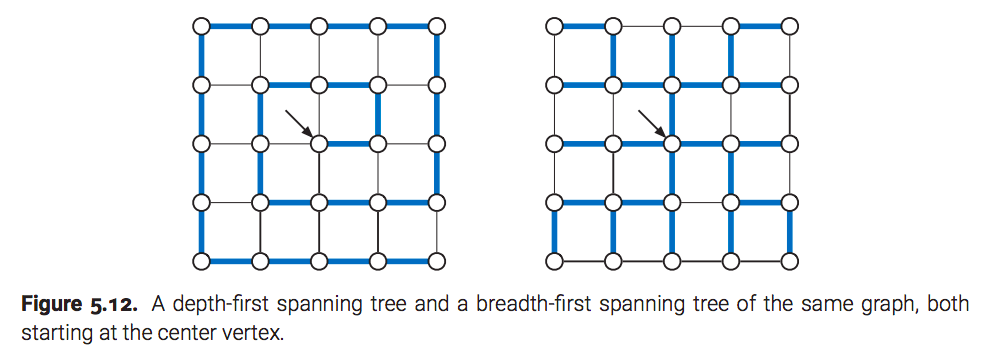 Figure 5.12. A depth-first spanning tree and a breadth-first spanning tree of the same graph, both
starting at the center vertex.